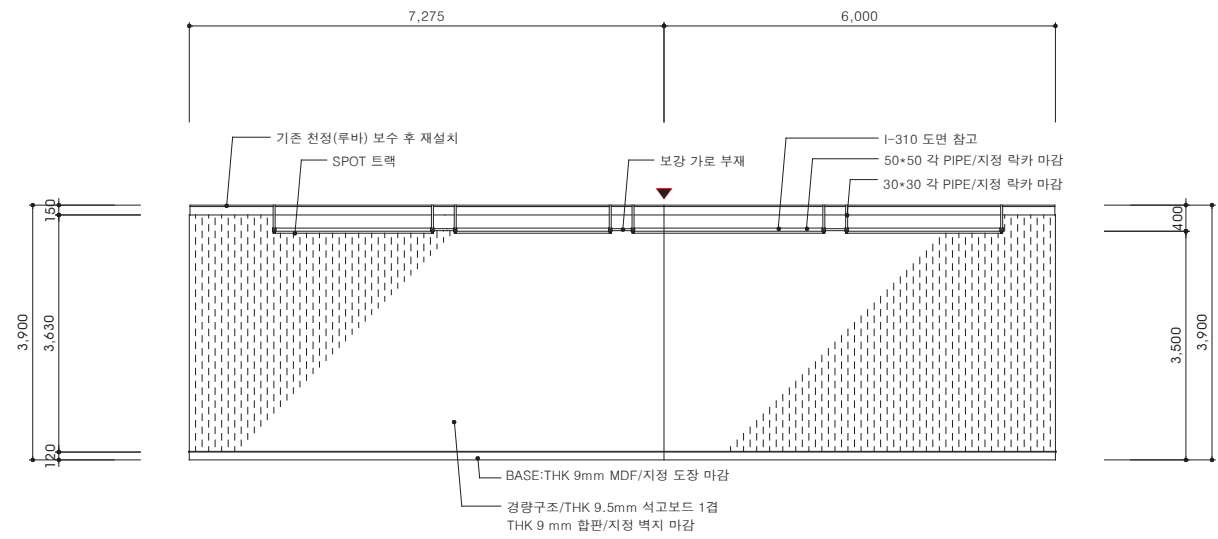 7,275
6,000
기존 천정(루바) 보수 후 재설치
SPOT 트랙
보강 가로 부재
I-310 도면 참고
50*50 각 PIPE/지정 락카 마감
30*30 각 PIPE/지정 락카 마감
150
3,900
3,630
120
400
3,500
3,900
BASE:THK 9mm MDF/지정 도장 마감
경량구조/THK 9.5mm 석고보드 1겹
THK 9 mm 합판/지정 벽지 마감